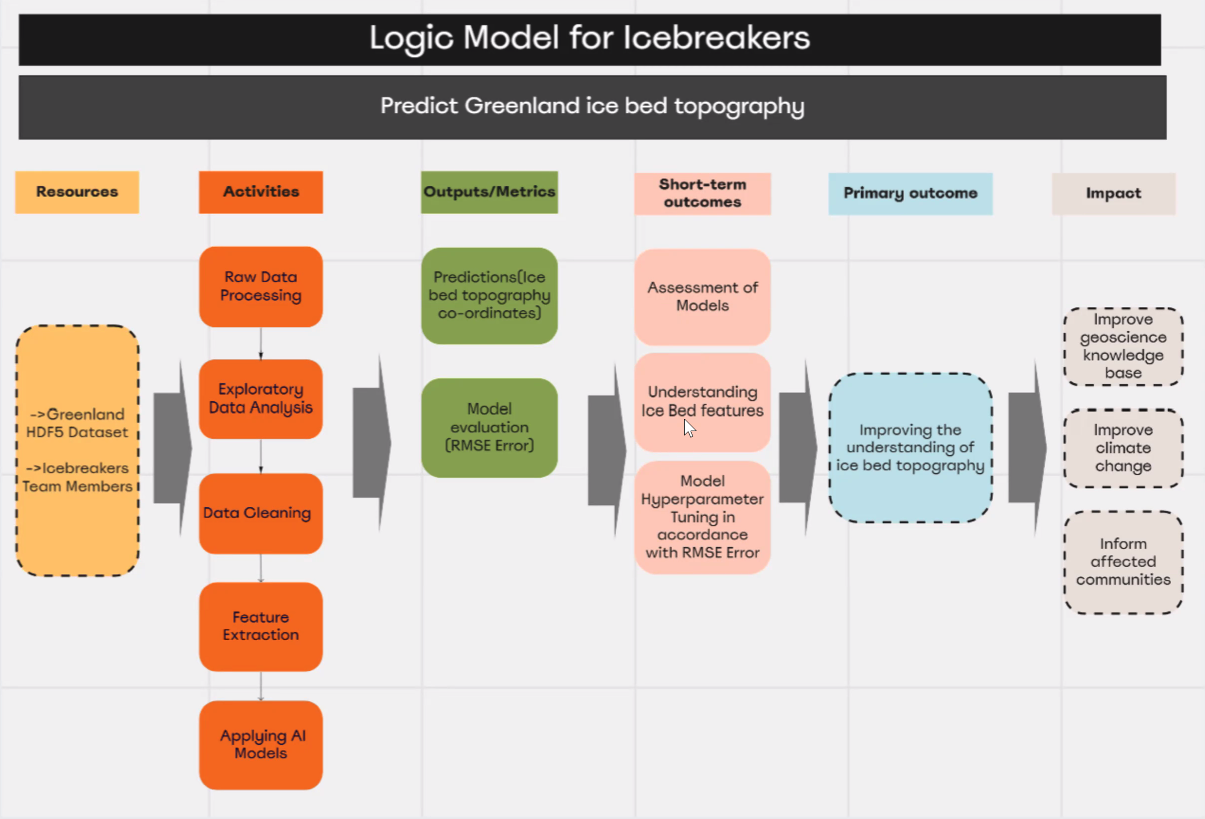 Logic Model for Icebreakers
Predict Greenland ice bed topography
Resources
Activities
Outputs/Metrics
Short-term
outcomes
Primary outcome
Impact
->Greenland
HDF5 Dataset
->Icebreakers
Team Members
Raw Data
Processing
Exploratory
Data Analysis
Data Cleaning
Feature
Extraction
Applying AI
Models
Predictions(Ice
bed topography
co-ordinates)
Model
evaluation
(RMSE Error)
Assessment of
Models
Understanding
Ice Bed features
Model
Hyperparameter
Tuning in
accordance
with RMSE Error
Improving the
understanding of
ice bed topography
Improve
geoscience
knowledge
base
Improve
climate
change
Inform
affected
communities